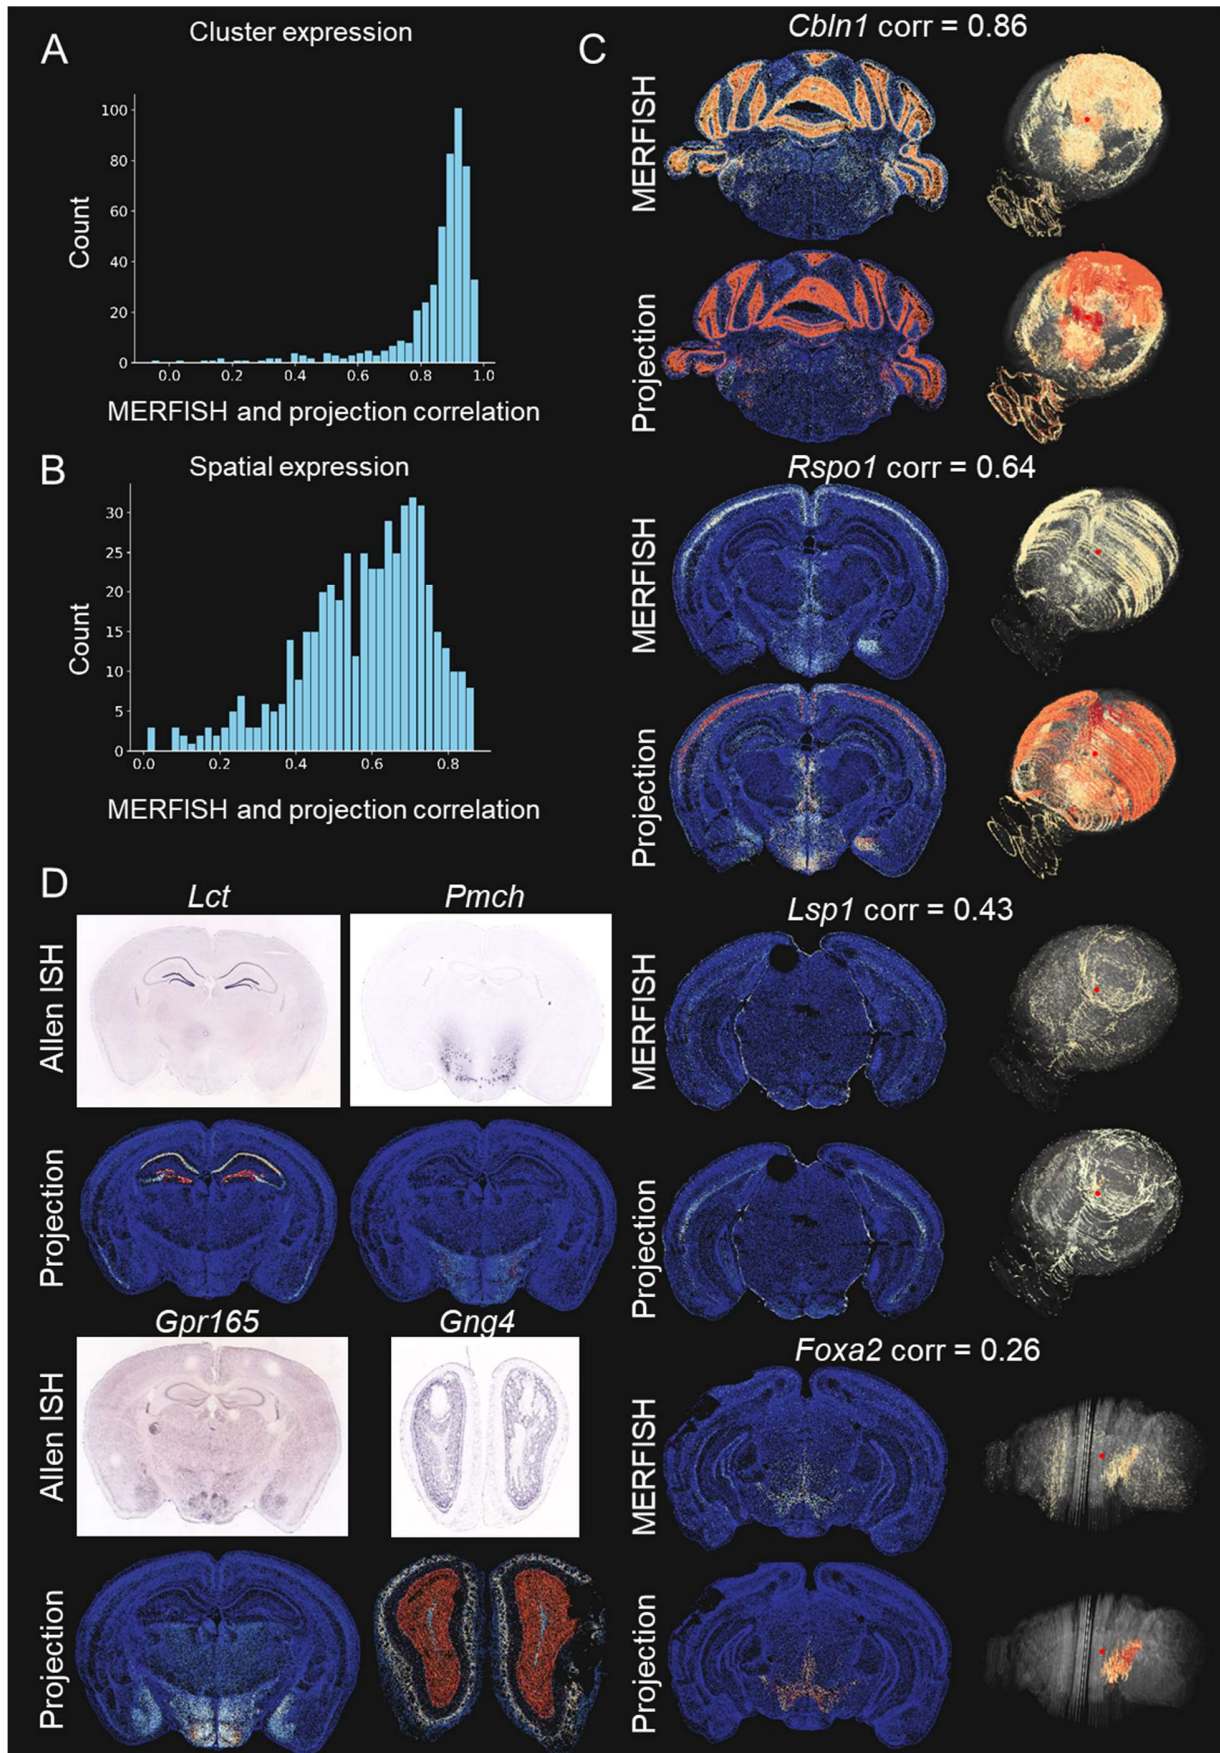 A
Cluster expression
100
80
60
40
20
0
Count
0.0 0.2 0.4 0.6 0.8 1.0
MERFISH and projection correlation
B
Spatial expression
30
25
20
15
10
5
0
Count
0.0 0.2 0.4 0.6 0.8
MERFISH and projection correlation
C
Cbln1 corr = 0.86
MERFISH
Projection
Rspo1 corr = 0.64
MERFISH
Projection
Lsp1 corr = 0.43
MERFISH
Projection
Foxa2 corr = 0.26
MERFISH
Projection
D
Lct Pmch
Allen ISH
Projection
Gpr165 Gng4
Allen ISH
Projection